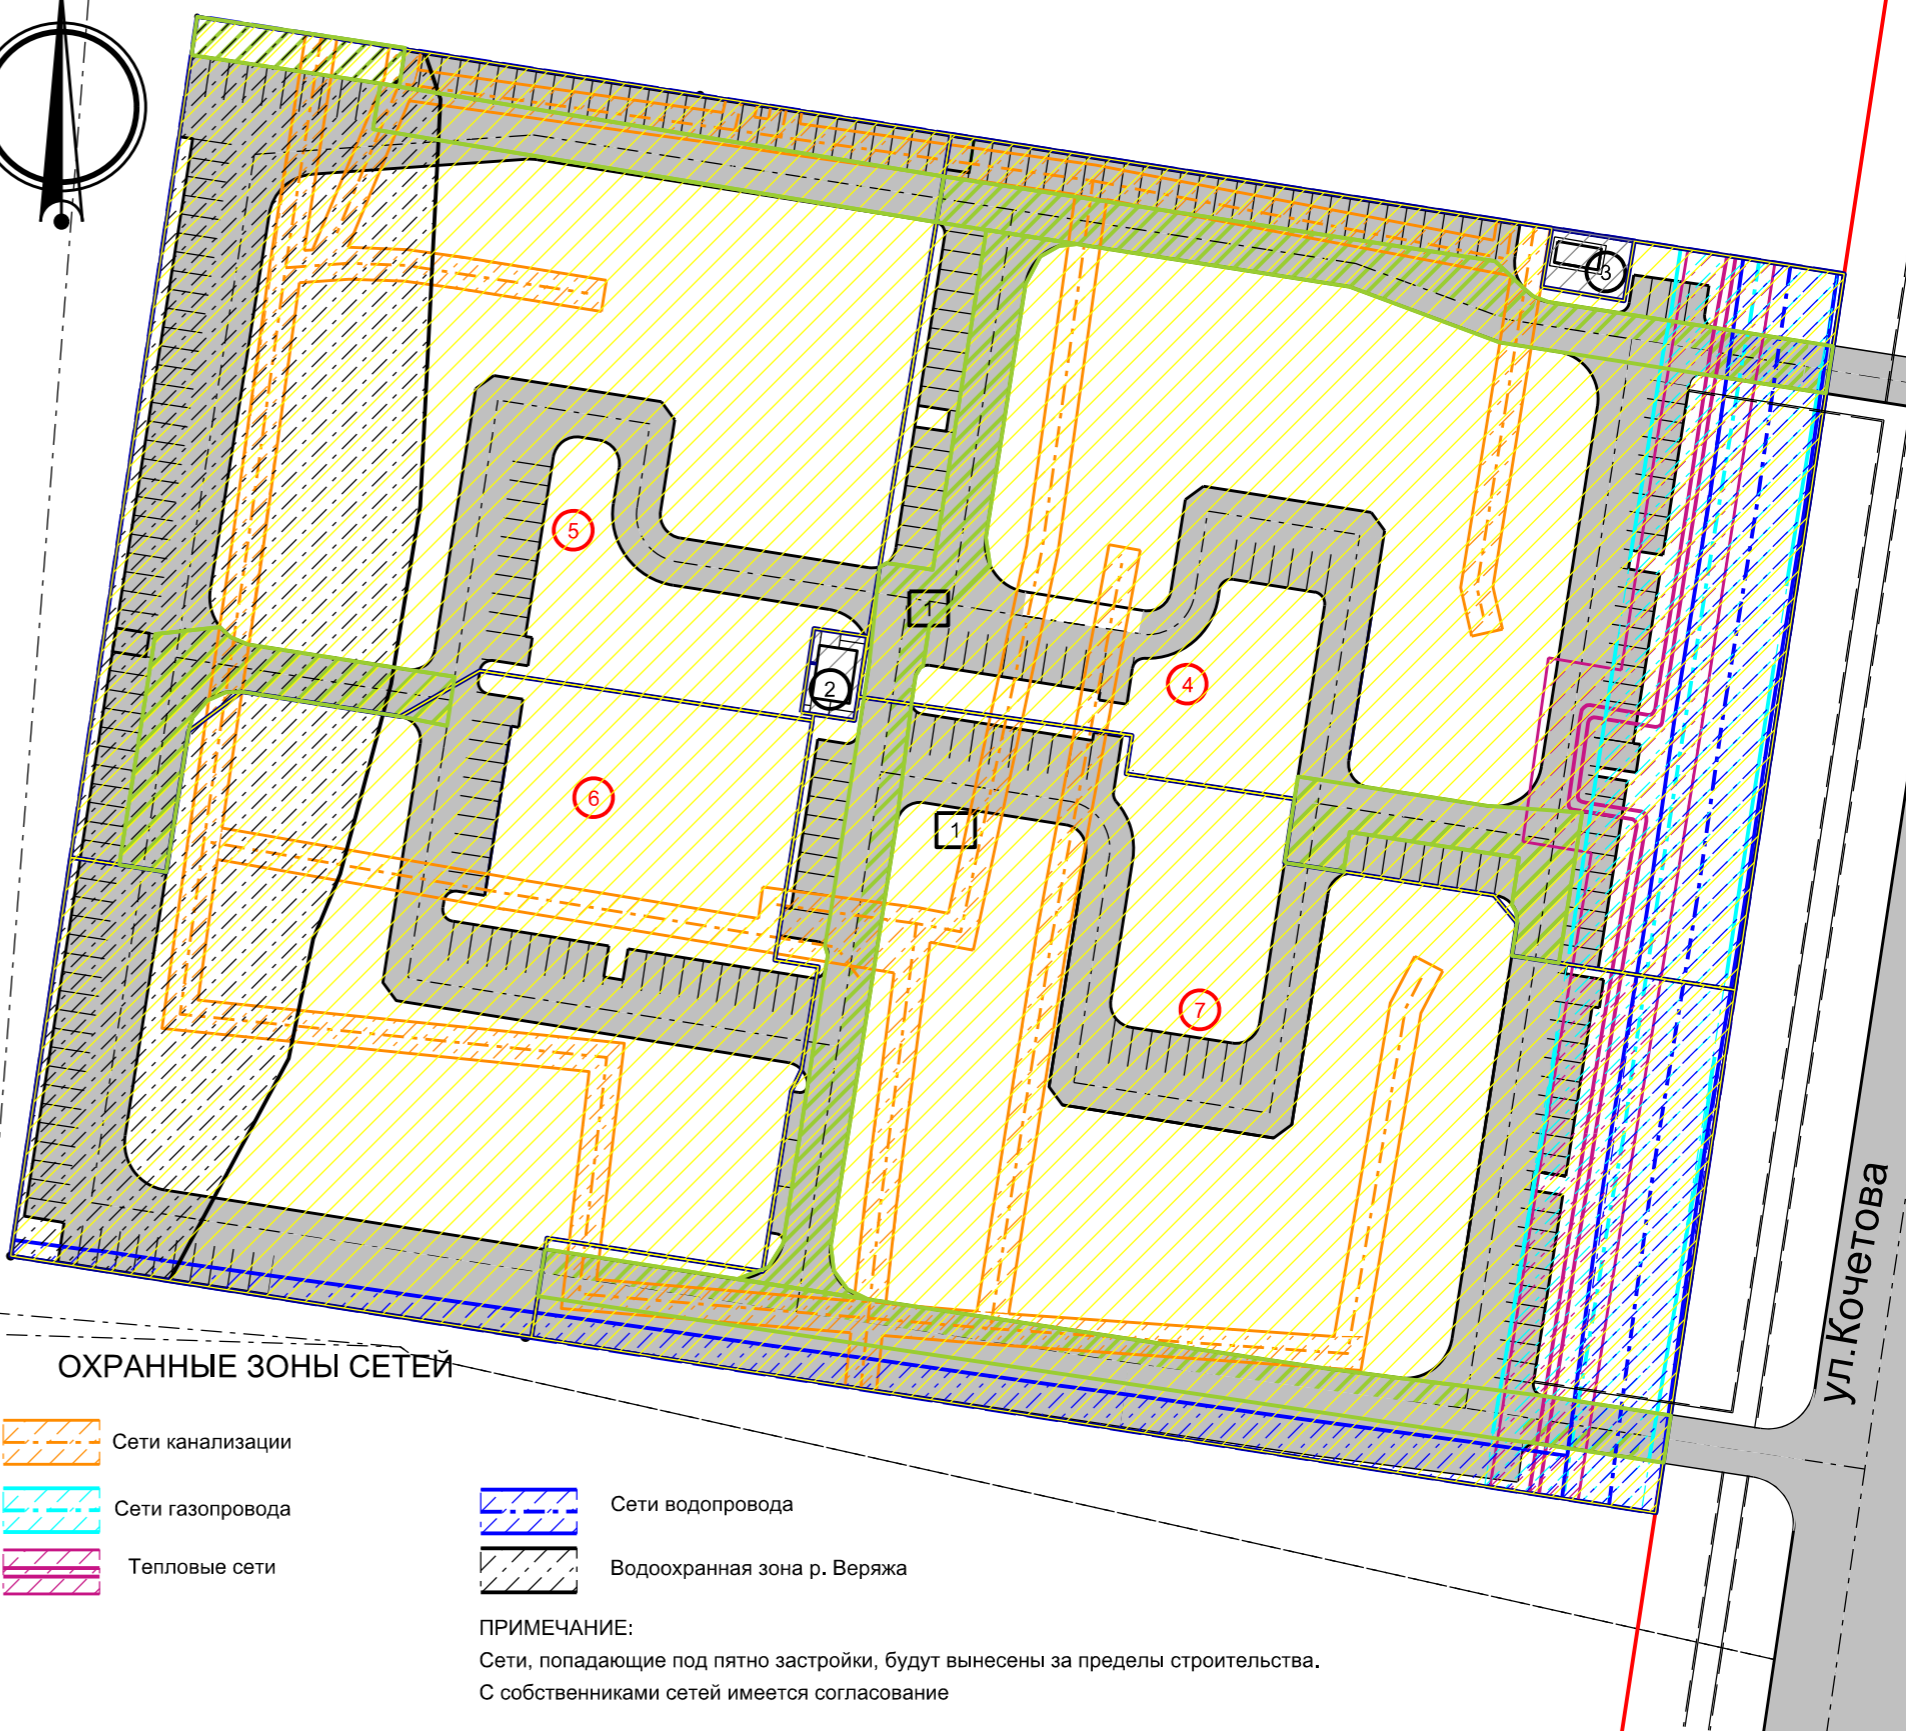 3
5
1
2
4
6
1
7
ул.Кочетова
ОХРАННЫЕ ЗОНЫ СЕТЕЙ
Сети канализации
Сети газопровода
Тепловые сети
Сети водопровода
Водоохранная зона р. Веряжа
ПРИМЕЧАНИЕ:
Сети, попадающие под пятно застройки, будут вынесены за пределы строительства.
С собственниками сетей имеется согласование